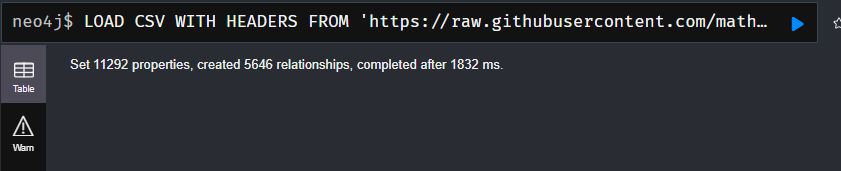 neo4j$ LOAD CSV WITH HEADERS FROM 'https://raw.githubusercontent.com/math…
Set 11292 properties, created 5646 relationships, completed after 1832 ms.
Table
Warn